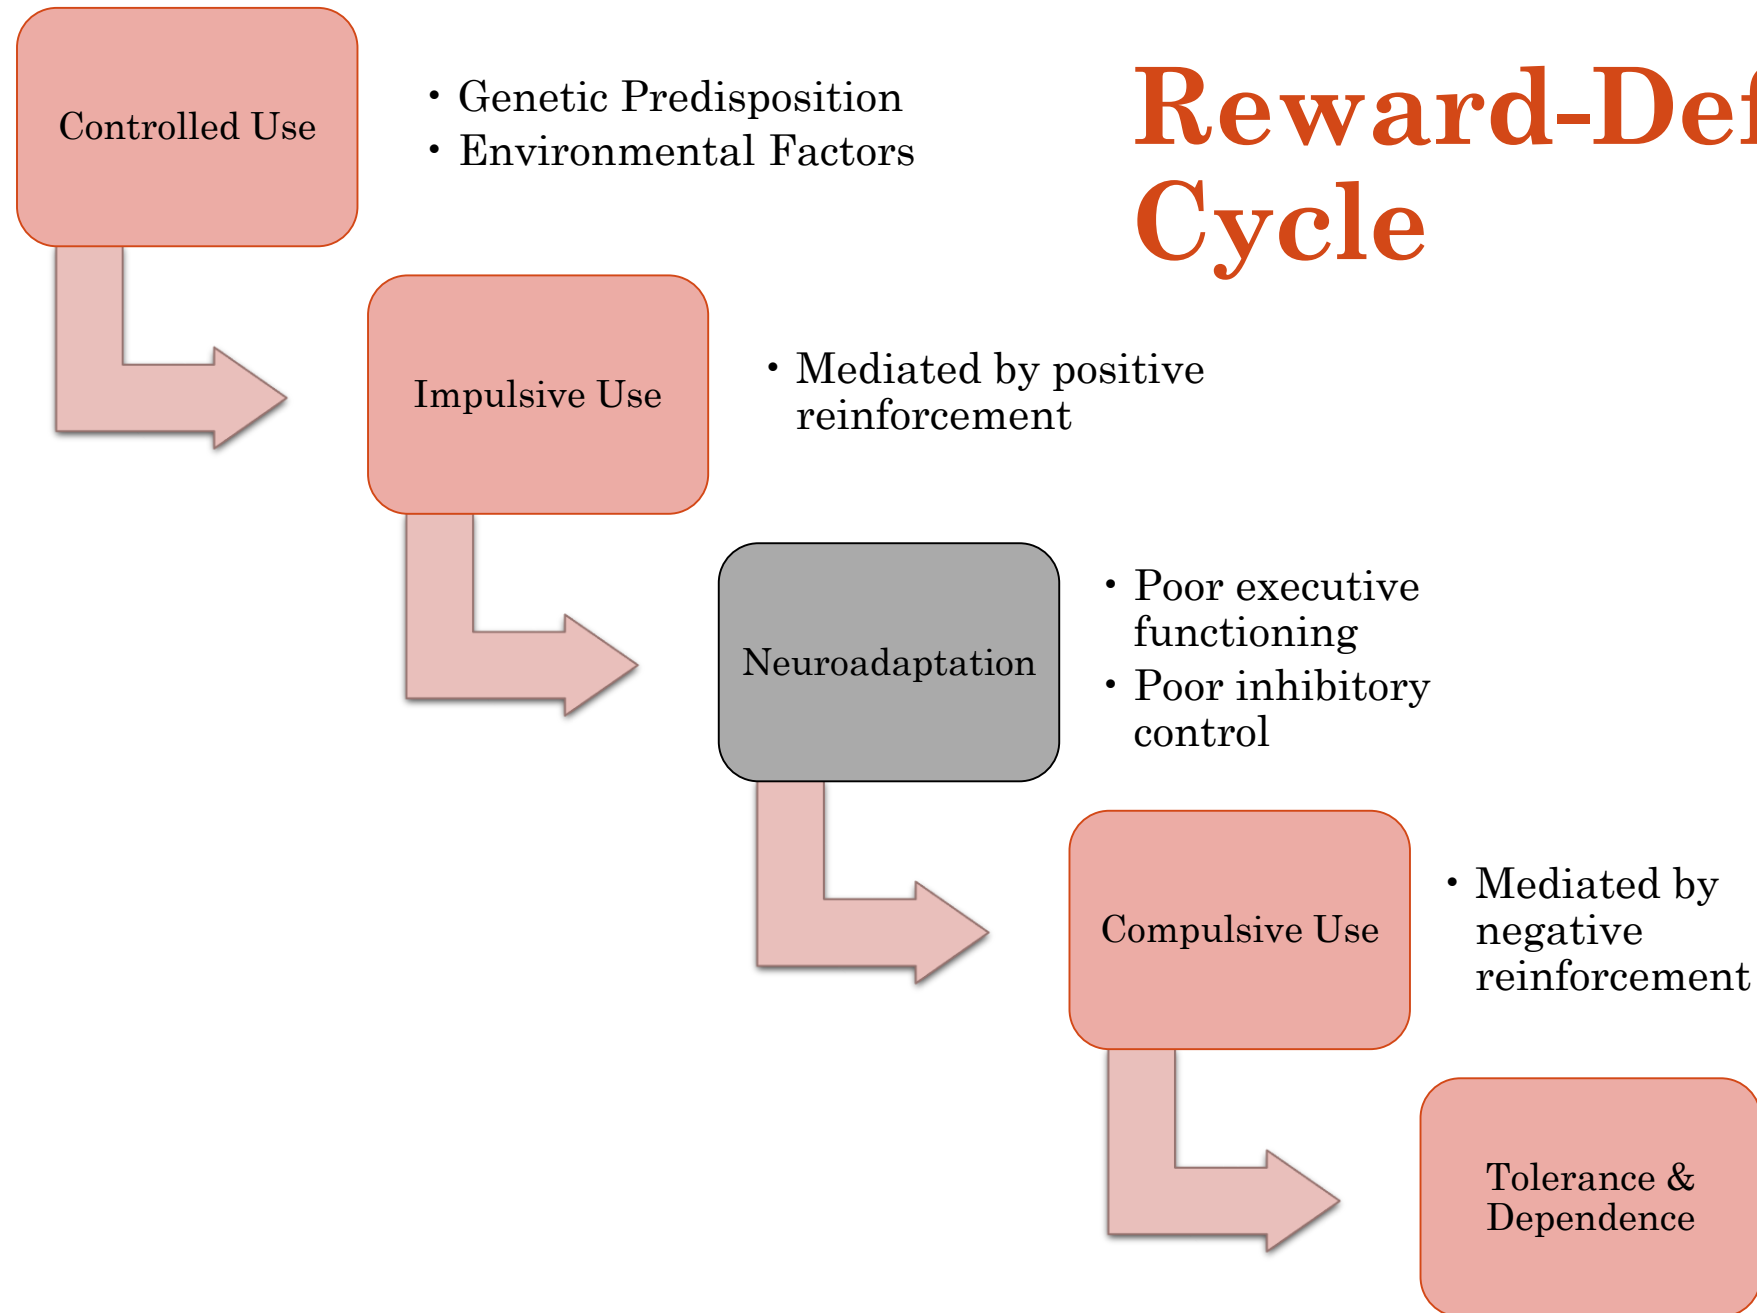 Reward-Def
Cycle
Controlled Use
• Genetic Predisposition
• Environmental Factors
Impulsive Use
• Mediated by positive
reinforcement
Neuroadaptation
• Poor executive
functioning
• Poor inhibitory
control
Compulsive Use
• Mediated by
negative
reinforcement
Tolerance &
Dependence